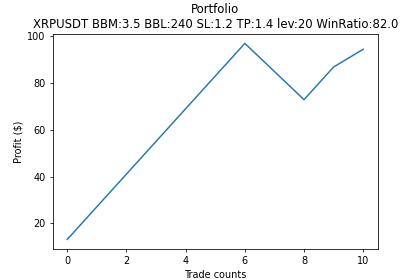 Portfolio
XRPUSDT BBM:3.5 BBL:240 SL:1.2 TP:1.4 lev:20 WinRatio:82.0
100
80
60
40
20
Profit ($)
0 2 4 6 8 10
Trade counts